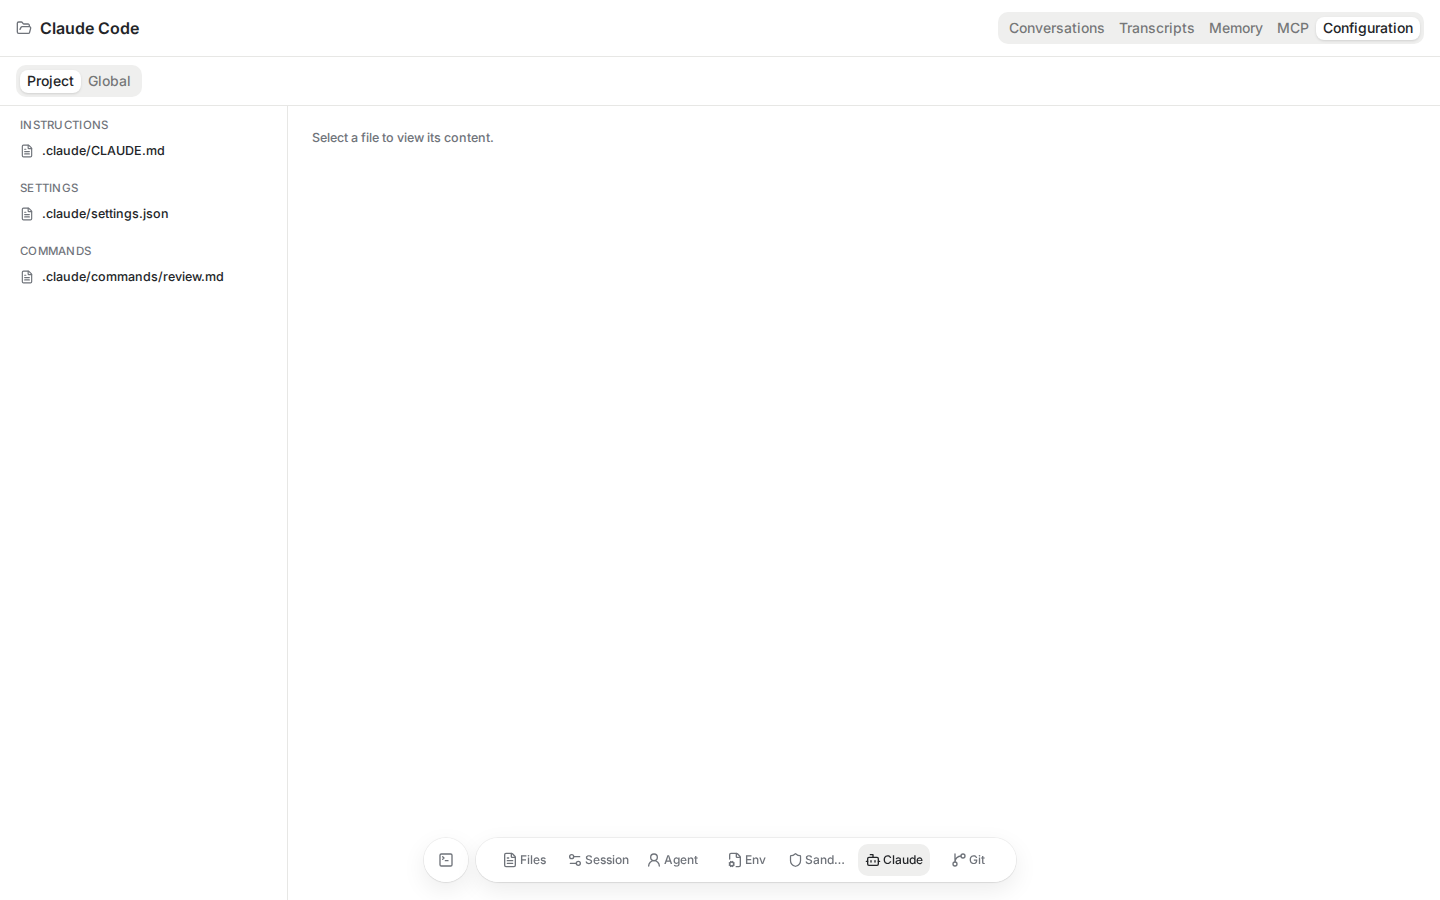 Claude Code
Conversations Transcripts Memory MCP Configuration
Project Global
INSTRUCTIONS
.claude/CLAUDE.md
SETTINGS
.claude/settings.json
COMMANDS
.claude/commands/review.md
Select a file to view its content.
Files Session Agent Env Sand... Claude Git